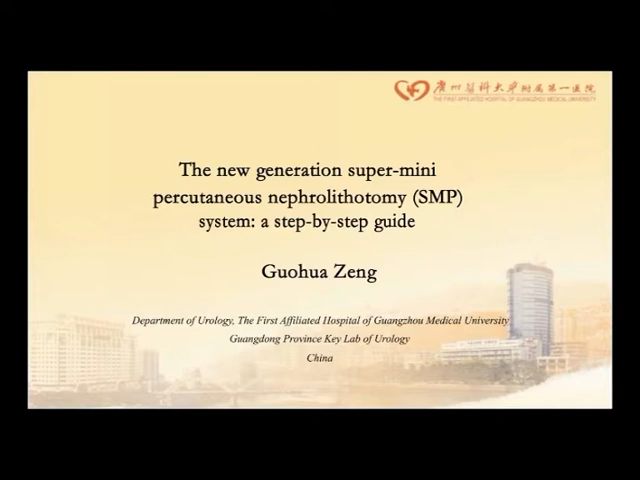 广州医科大学附属第一医院
THE FIRST AFFILIATED HOSPITAL OF GUANGZHOU MEDICAL UNIVERSITY
The new generation super-mini
percutaneous nephrolithotomy (SMP)
system: a step-by-step guide
Guohua Zeng
Department of Urology, The First Affiliated Hospital of Guangzhou Medical University
Guangdong Province Key Lab of Urology
China